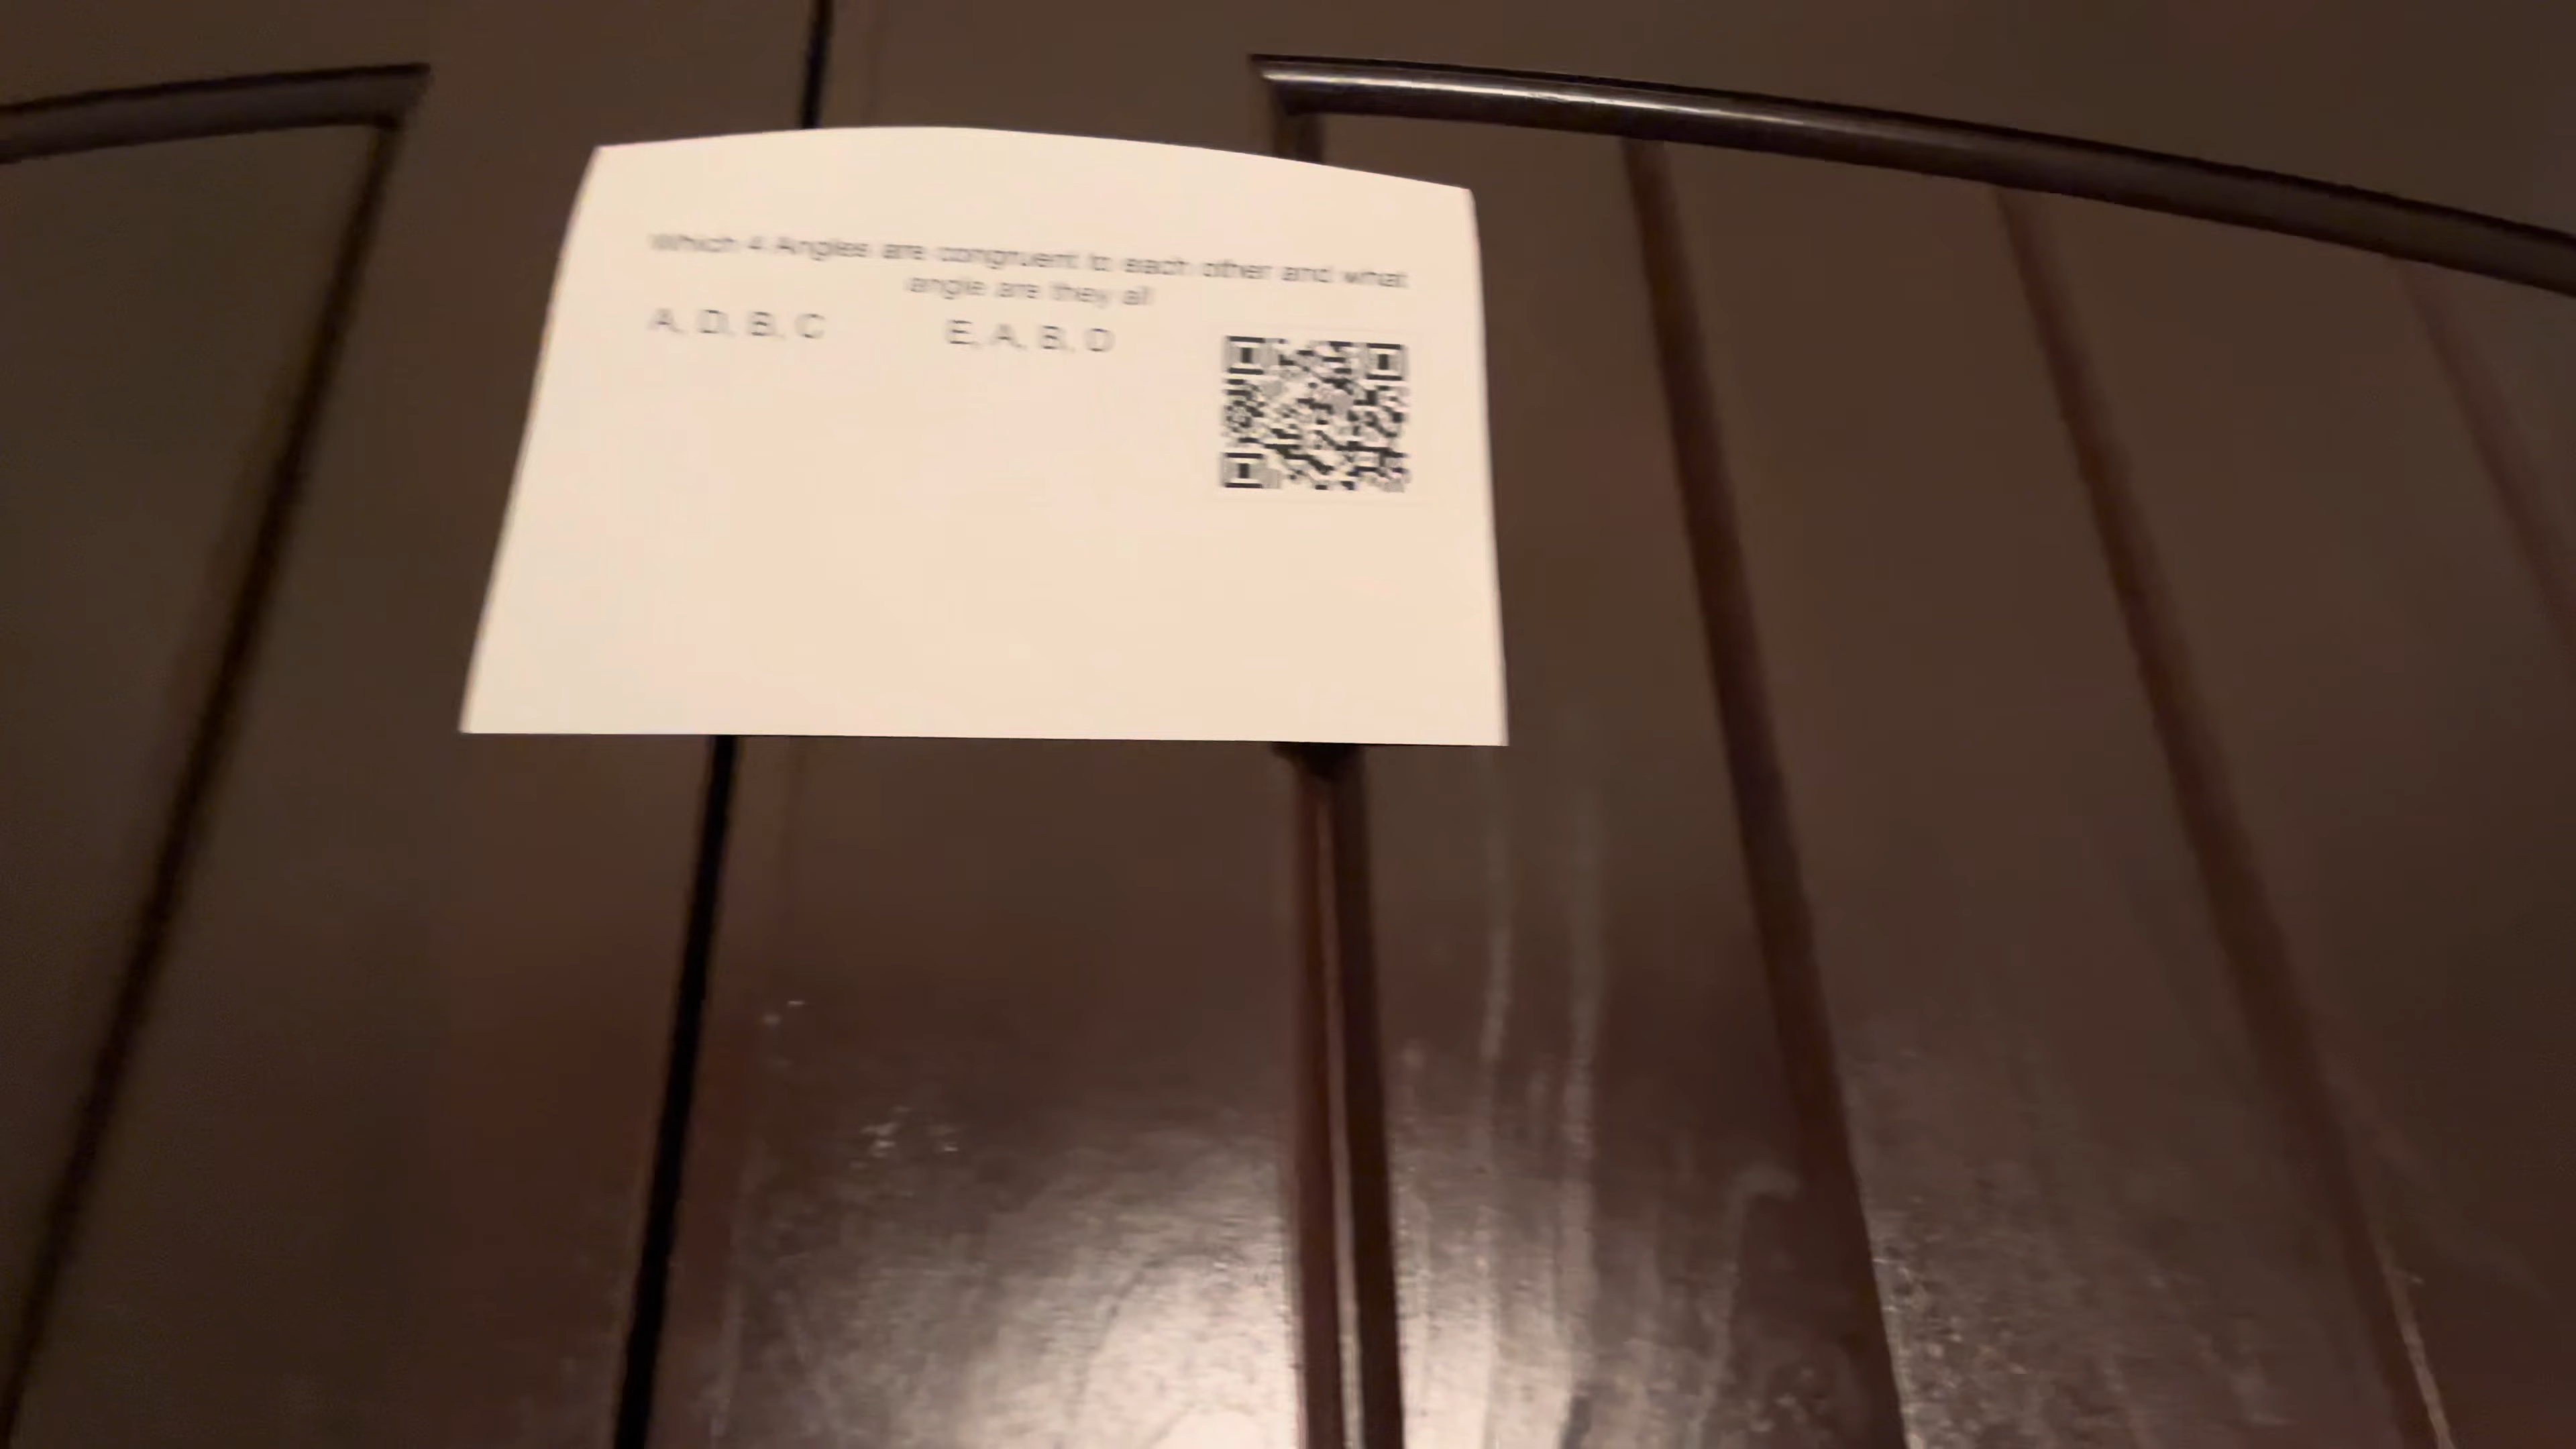 Which 4 Angles are congruent to each other and what
angle are they all
A, D, B, C E, A, B, D